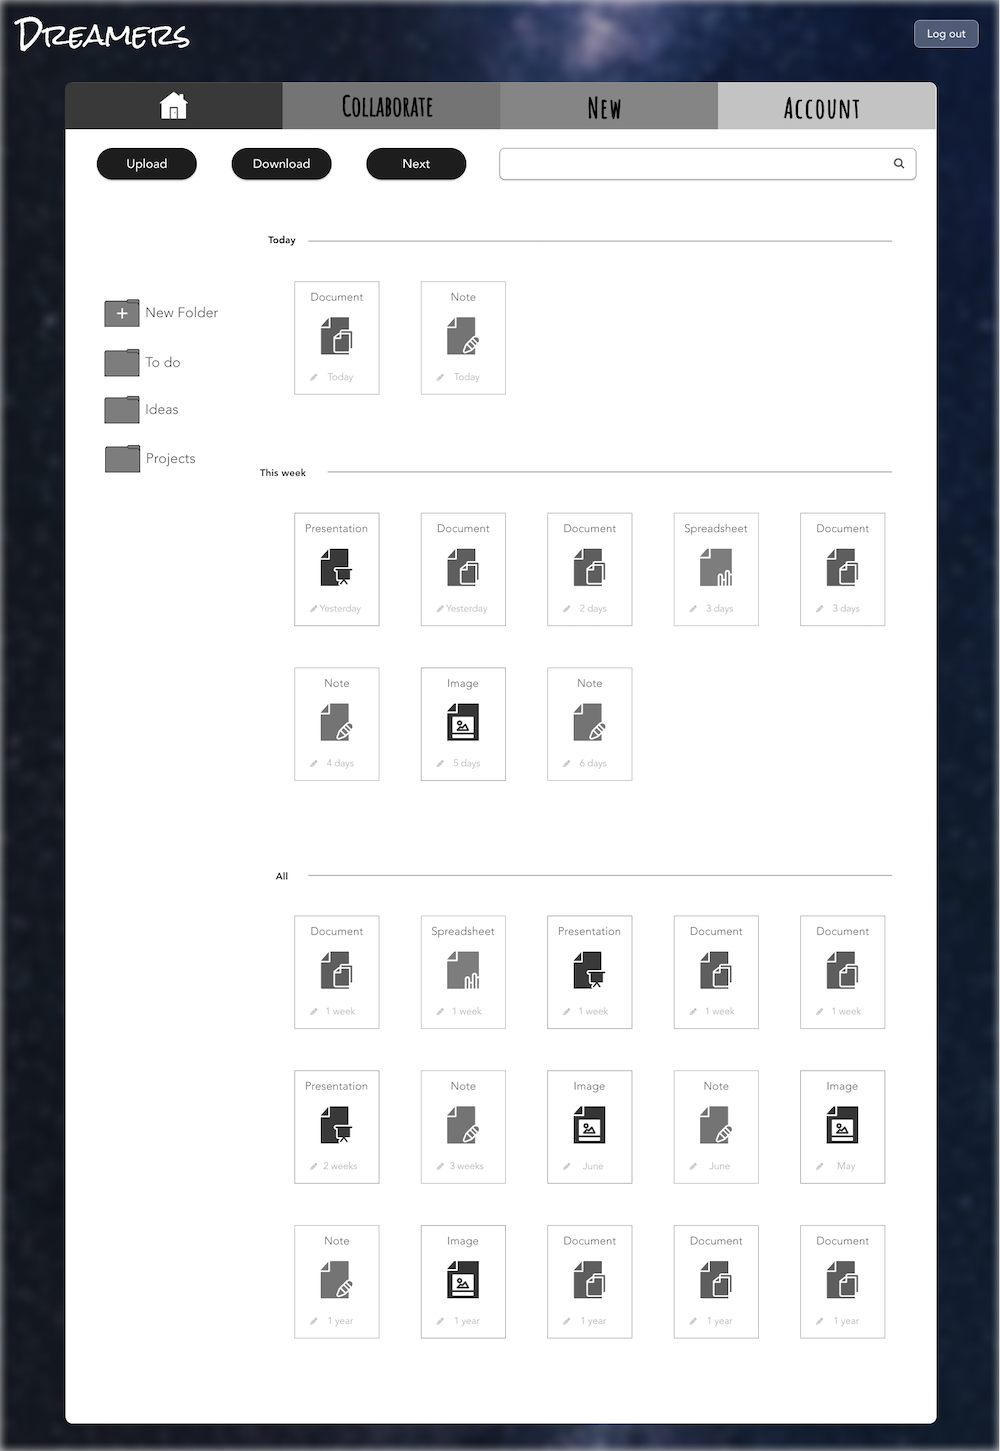 Dreamers
Log out
Collaborate
New
Account
Upload
Download
Next
Today
Document
Note
Today
Today
New Folder
To do
Ideas
Projects
This week
Presentation
Document
Document
Spreadsheet
Document
Yesterday
Yesterday
2 days
3 days
3 days
Note
Image
Note
4 days
5 days
6 days
All
Document
Spreadsheet
Presentation
Document
Document
1 week
1 week
1 week
1 week
1 week
Presentation
Note
Image
Note
Image
2 weeks
3 weeks
June
June
May
Note
Image
Document
Document
Document
1 year
1 year
1 year
1 year
1 year